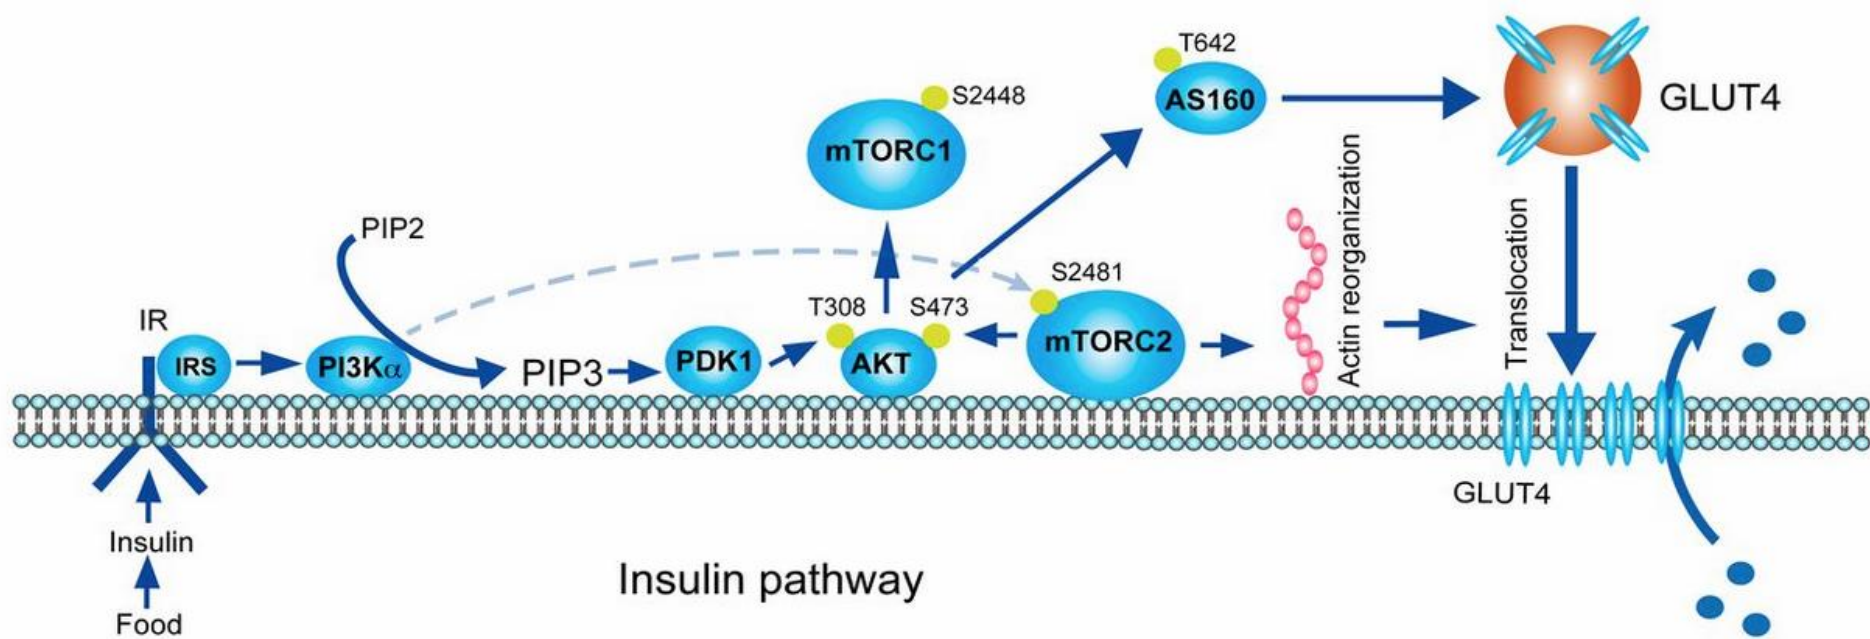 T642
AS160
GLUT4
S2448
mTORC1
Actin reorganization
Translocation
PIP2
S2481
T308
S473
IR
IRS
PI3Kα
PIP3
PDK1
AKT
mTORC2
GLUT4
Insulin
Insulin pathway
Food